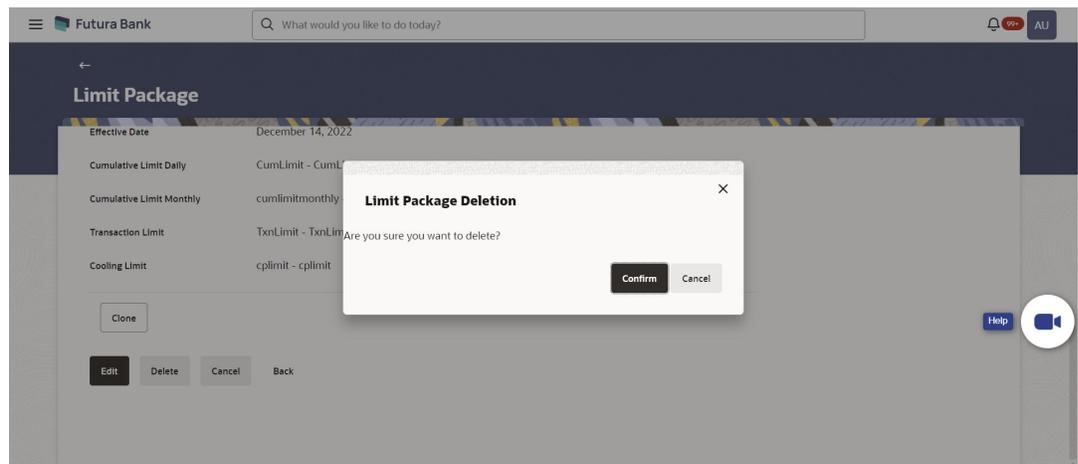 Futura Bank
What would you like to do today?
99+
AU
Limit Package
Effective Date December 14, 2022
Cumulative Limit Daily CumLimit - CumL
Cumulative Limit Monthly cumlimitmonthly
Transaction Limit TxnLimit - TxnLim
Cooling Limit cplimit - cplimit
Limit Package Deletion
Are you sure you want to delete?
Confirm Cancel
Clone
Help
Edit Delete Cancel Back